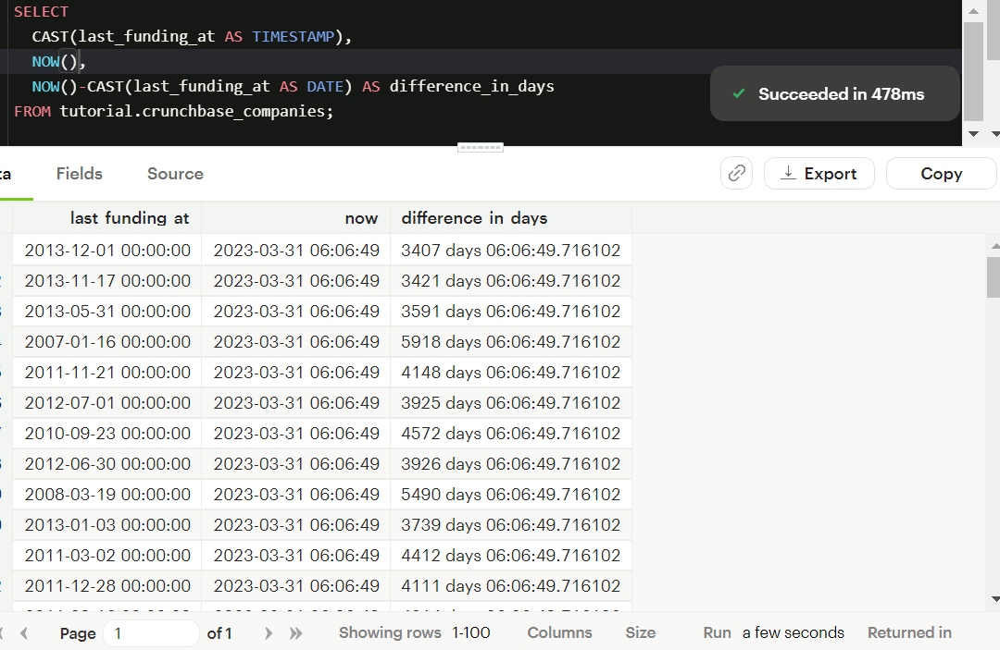 SELECT
CAST(last_funding_at AS TIMESTAMP),
NOW(),
NOW()-CAST(last_funding_at AS DATE) AS difference_in_days
FROM tutorial.crunchbase_companies;
Succeeded in 478ms
Fields Source Export Copy
last funding at now difference in days
2013-12-01 00:00:00 2023-03-31 06:06:49 3407 days 06:06:49.716102
2013-11-17 00:00:00 2023-03-31 06:06:49 3421 days 06:06:49.716102
2013-05-31 00:00:00 2023-03-31 06:06:49 3591 days 06:06:49.716102
2007-01-16 00:00:00 2023-03-31 06:06:49 5918 days 06:06:49.716102
2011-11-21 00:00:00 2023-03-31 06:06:49 4148 days 06:06:49.716102
2012-07-01 00:00:00 2023-03-31 06:06:49 3925 days 06:06:49.716102
2010-09-23 00:00:00 2023-03-31 06:06:49 4572 days 06:06:49.716102
2012-06-30 00:00:00 2023-03-31 06:06:49 3926 days 06:06:49.716102
2008-03-19 00:00:00 2023-03-31 06:06:49 5490 days 06:06:49.716102
2013-01-03 00:00:00 2023-03-31 06:06:49 3739 days 06:06:49.716102
2011-03-02 00:00:00 2023-03-31 06:06:49 4412 days 06:06:49.716102
2011-12-28 00:00:00 2023-03-31 06:06:49 4111 days 06:06:49.716102
Page 1 of 1 Showing rows 1-100 Columns Size Run a few seconds Returned in